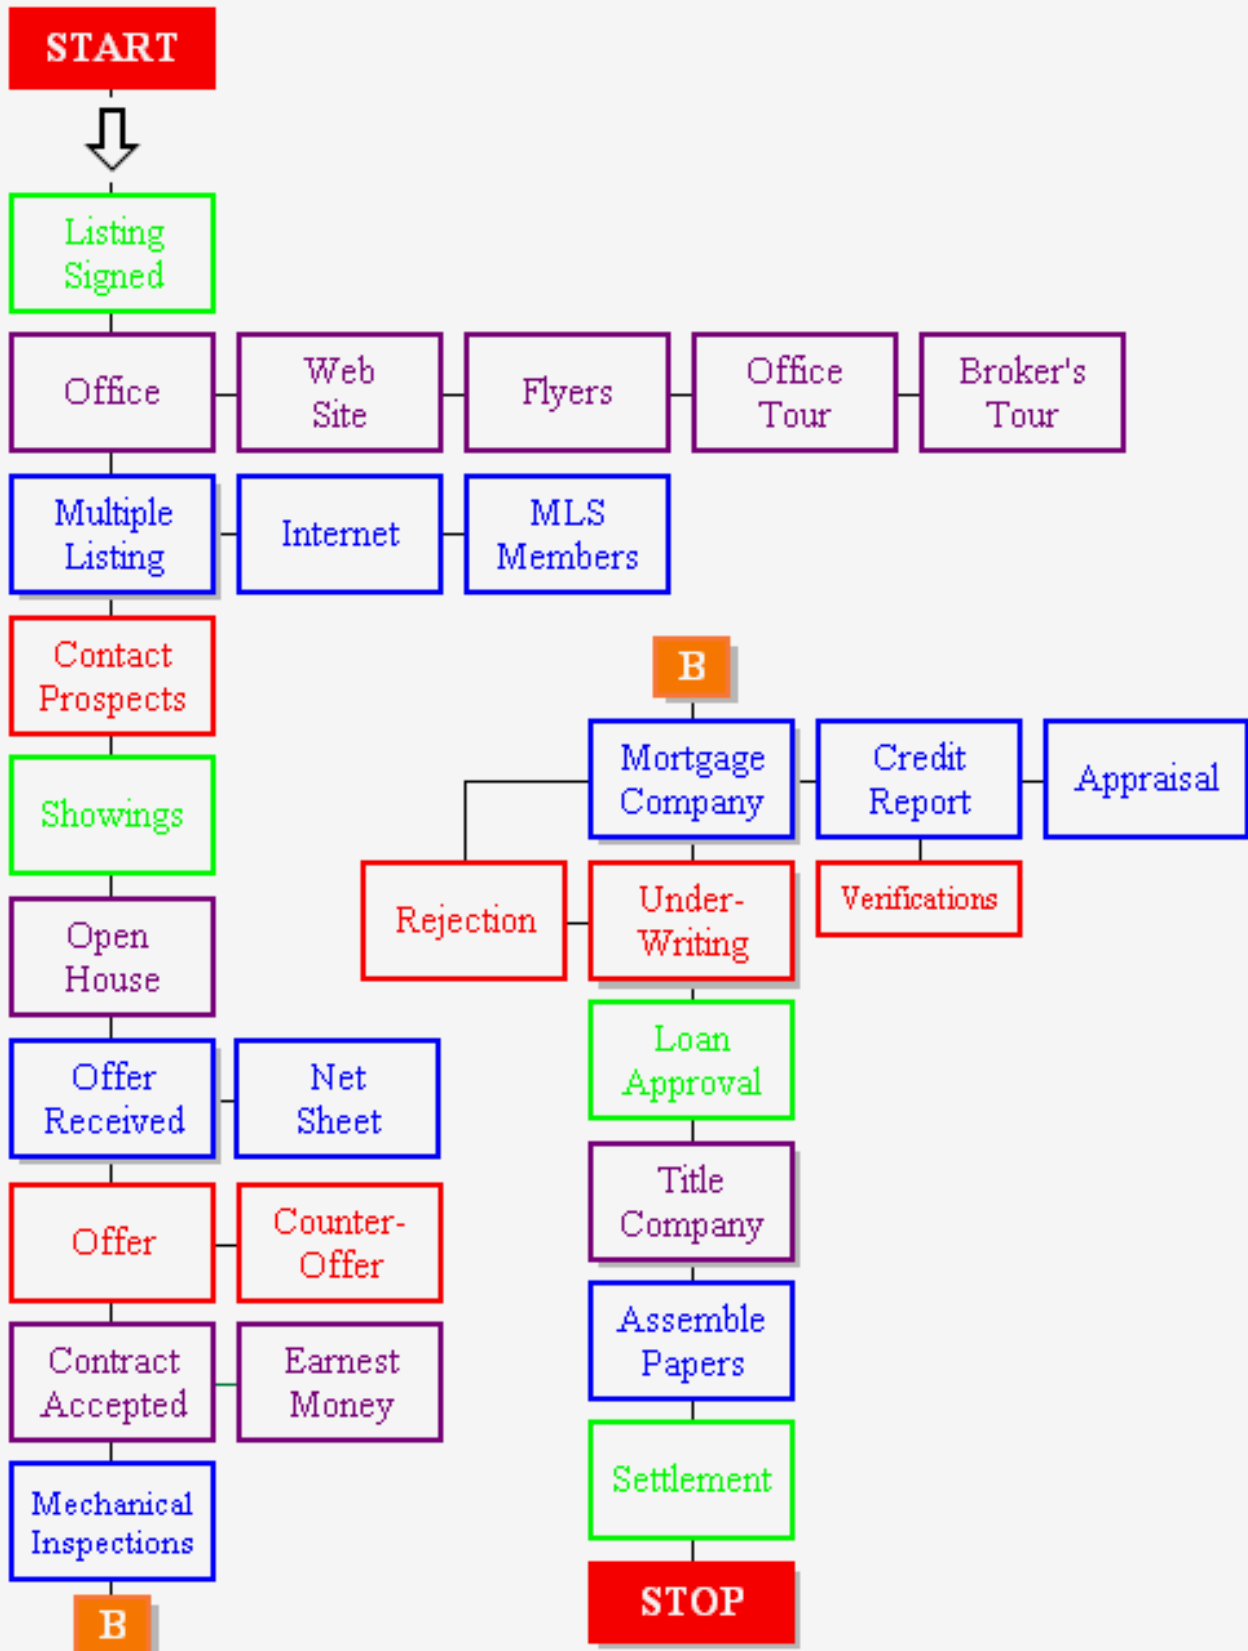 START
Listing
Signed
Office
Web
Site
Flyers
Office
Tour
Broker's
Tour
Multiple
Listing
Internet
MLS
Members
Contact
Prospects
Showings
Open
House
Offer
Received
Net
Sheet
Offer
Counter-
Offer
Contract
Accepted
Earnest
Money
Mechanical
Inspections
B
B
Mortgage
Company
Credit
Report
Appraisal
Rejection
Under-
Writing
Verifications
Loan
Approval
Title
Company
Assemble
Papers
Settlement
STOP